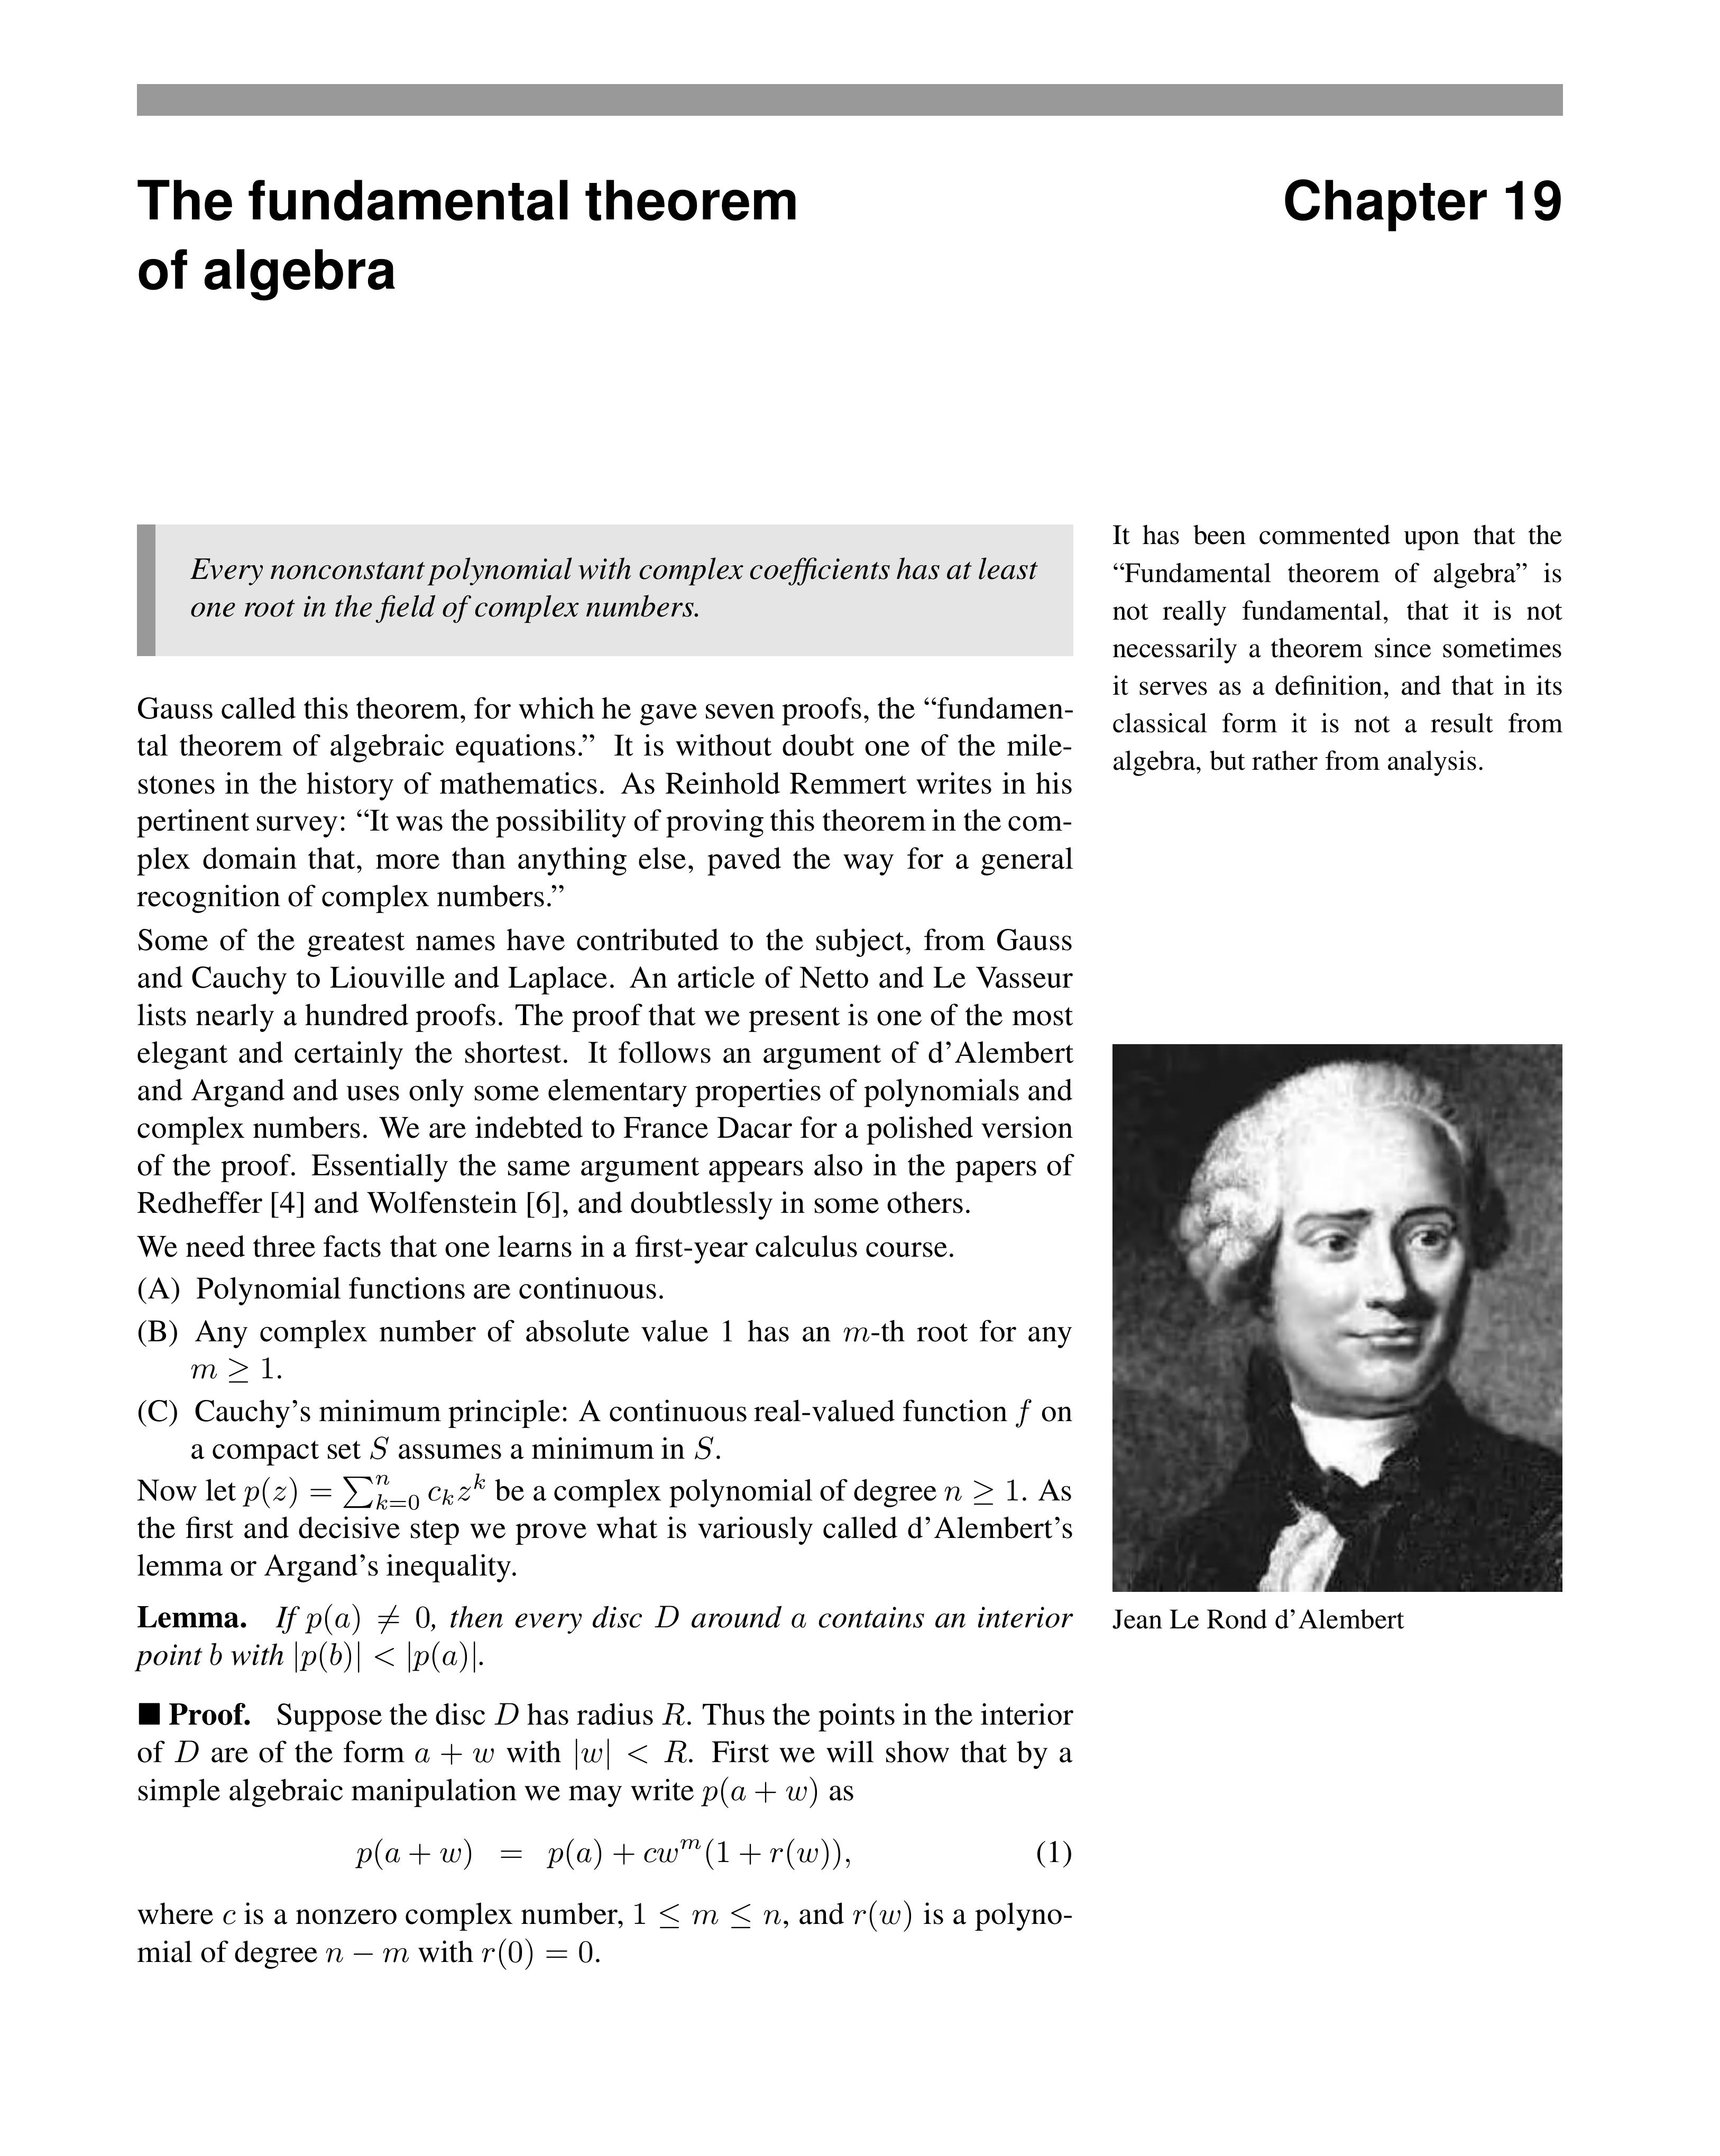 The fundamental theorem
of algebra
Chapter 19
Every nonconstant polynomial with complex coefficients has at least
one root in the field of complex numbers.
It has been commented upon that the
“Fundamental theorem of algebra” is
not really fundamental, that it is not
necessarily a theorem since sometimes
it serves as a definition, and that in its
classical form it is not a result from
algebra, but rather from analysis.
Gauss called this theorem, for which he gave seven proofs, the “fundamen-
tal theorem of algebraic equations.” It is without doubt one of the mile-
stones in the history of mathematics. As Reinhold Remmert writes in his
pertinent survey: “It was the possibility of proving this theorem in the com-
plex domain that, more than anything else, paved the way for a general
recognition of complex numbers.”
Some of the greatest names have contributed to the subject, from Gauss
and Cauchy to Liouville and Laplace. An article of Netto and Le Vasseur
lists nearly a hundred proofs. The proof that we present is one of the most
elegant and certainly the shortest. It follows an argument of d’Alembert
and Argand and uses only some elementary properties of polynomials and
complex numbers. We are indebted to France Dacar for a polished version
of the proof. Essentially the same argument appears also in the papers of
Redheffer [4] and Wolfenstein [6], and doubtlessly in some others.
We need three facts that one learns in a first-year calculus course.
(A) Polynomial functions are continuous.
(B) Any complex number of absolute value 1 has an m-th root for any
m ≥ 1.
(C) Cauchy’s minimum principle: A continuous real-valued function f on
a compact set S assumes a minimum in S.
Now let p(z) = ∑ⁿₖ₌₀ cₖzᵏ be a complex polynomial of degree n ≥ 1. As
the first and decisive step we prove what is variously called d’Alembert’s
lemma or Argand’s inequality.
Lemma. If p(a) ≠ 0, then every disc D around a contains an interior
point b with |p(b)| < |p(a)|.
■ Proof. Suppose the disc D has radius R. Thus the points in the interior
of D are of the form a + w with |w| < R. First we will show that by a
simple algebraic manipulation we may write p(a + w) as
p(a + w) = p(a) + cwᵐ(1 + r(w)), (1)
where c is a nonzero complex number, 1 ≤ m ≤ n, and r(w) is a polyno-
mial of degree n − m with r(0) = 0.
Jean Le Rond d’Alembert